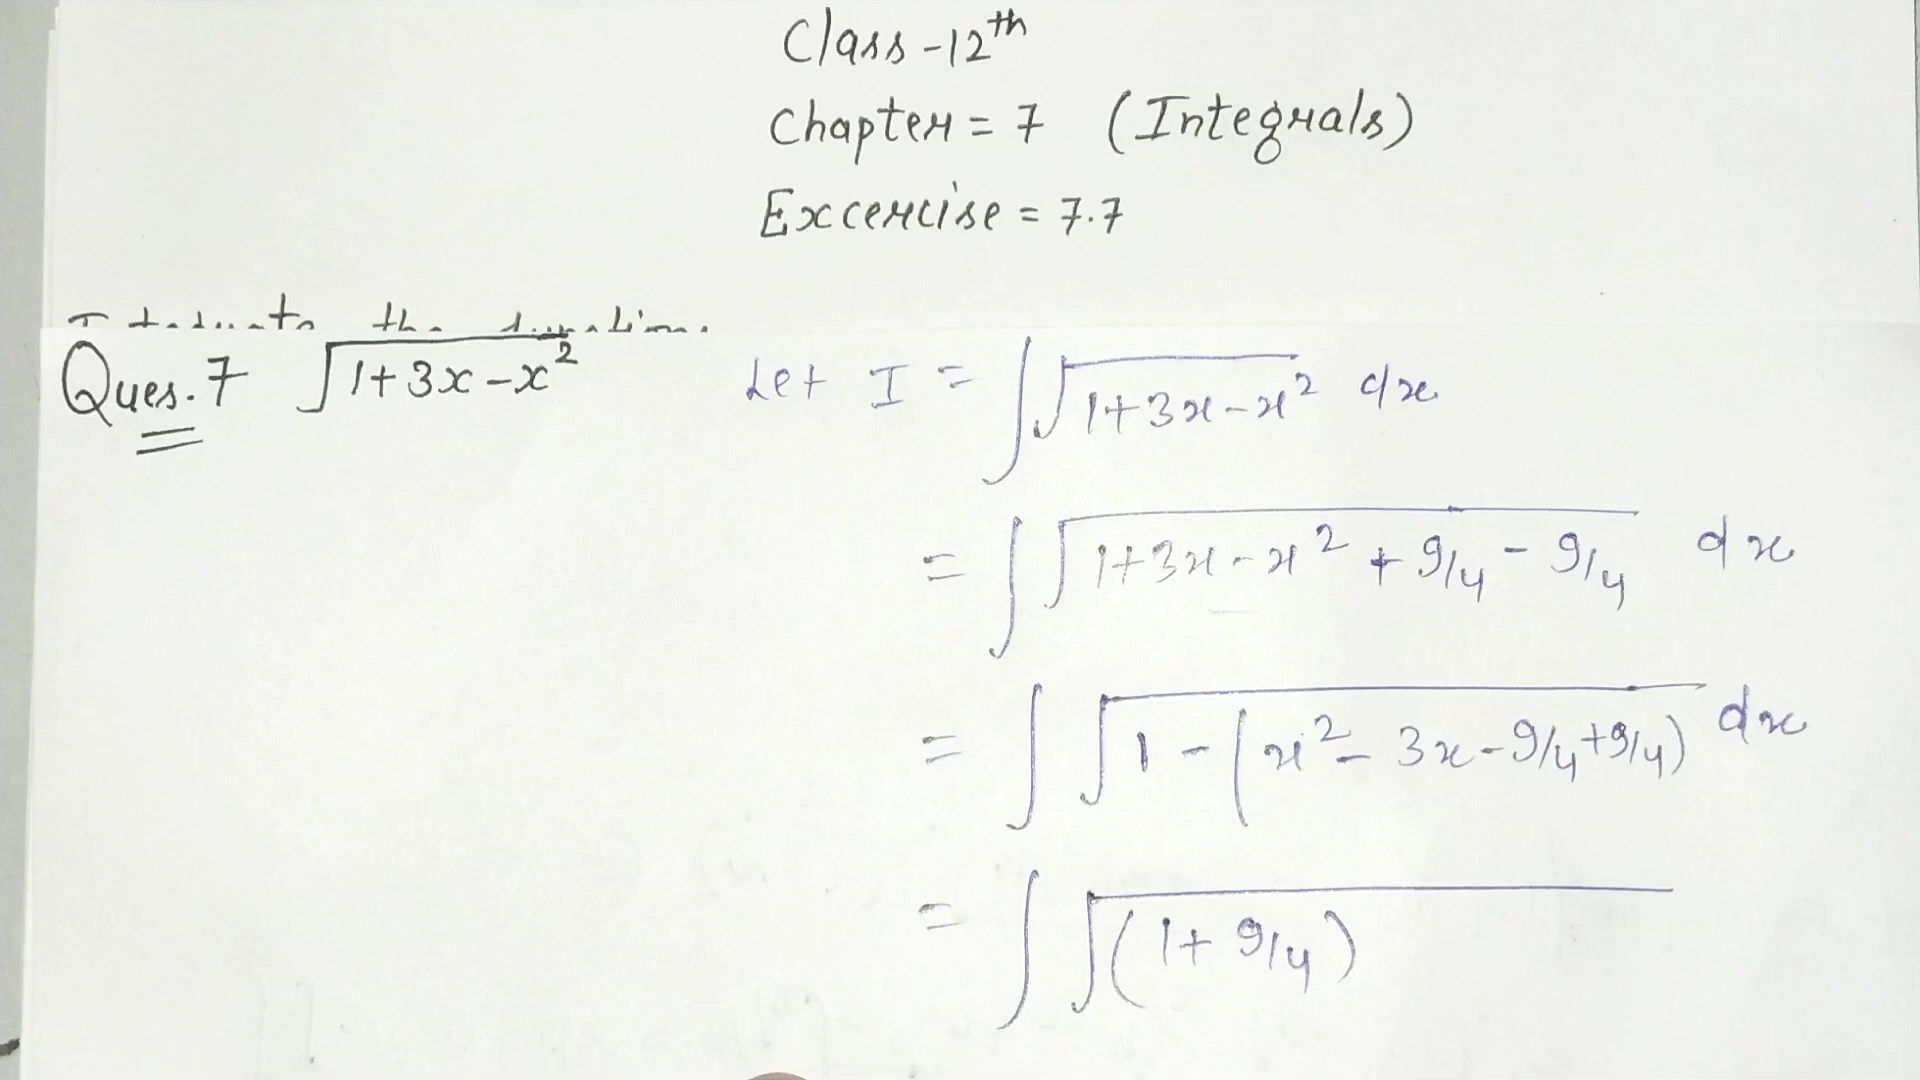 Class - 12th
Chapter = 7 (Integrals)
Excercise = 7.7
the
Ques. 7 √(1+3x-x²) Let I = ∫√(1+3x-x²) dx
= ∫√(1+3x-x²+9/4-9/4) dx
= ∫√(1-(x²-3x-9/4+9/4)) dx
= ∫√((1+9/4)